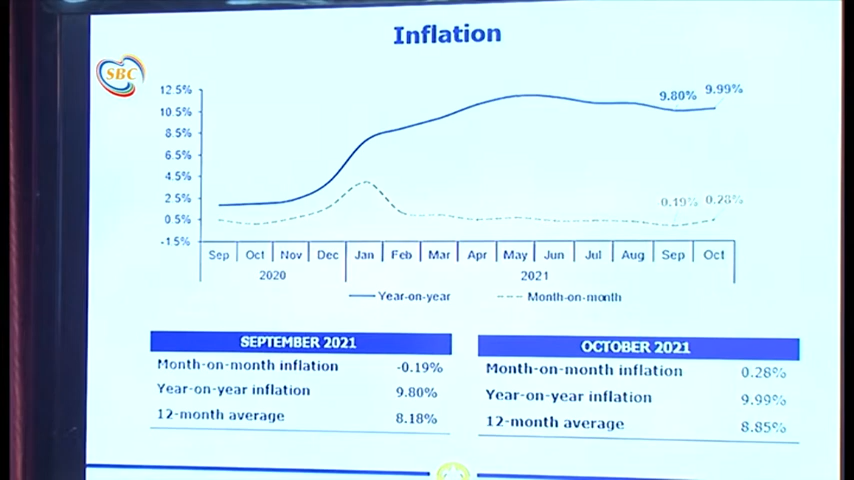 Inflation
SBC
12.5%
10.5%
8.5%
6.5%
4.5%
2.5%
0.5%
-1.5%
9.80% 9.99%
0.19% 0.28%
Sep Oct Nov Dec Jan Feb Mar Apr May Jun Jul Aug Sep Oct
2020 2021
Year-on-year Month-on-month
SEPTEMBER 2021
Month-on-month inflation -0.19%
Year-on-year inflation 9.80%
12-month average 8.18%
OCTOBER 2021
Month-on-month inflation 0.28%
Year-on-year inflation 9.99%
12-month average 8.85%